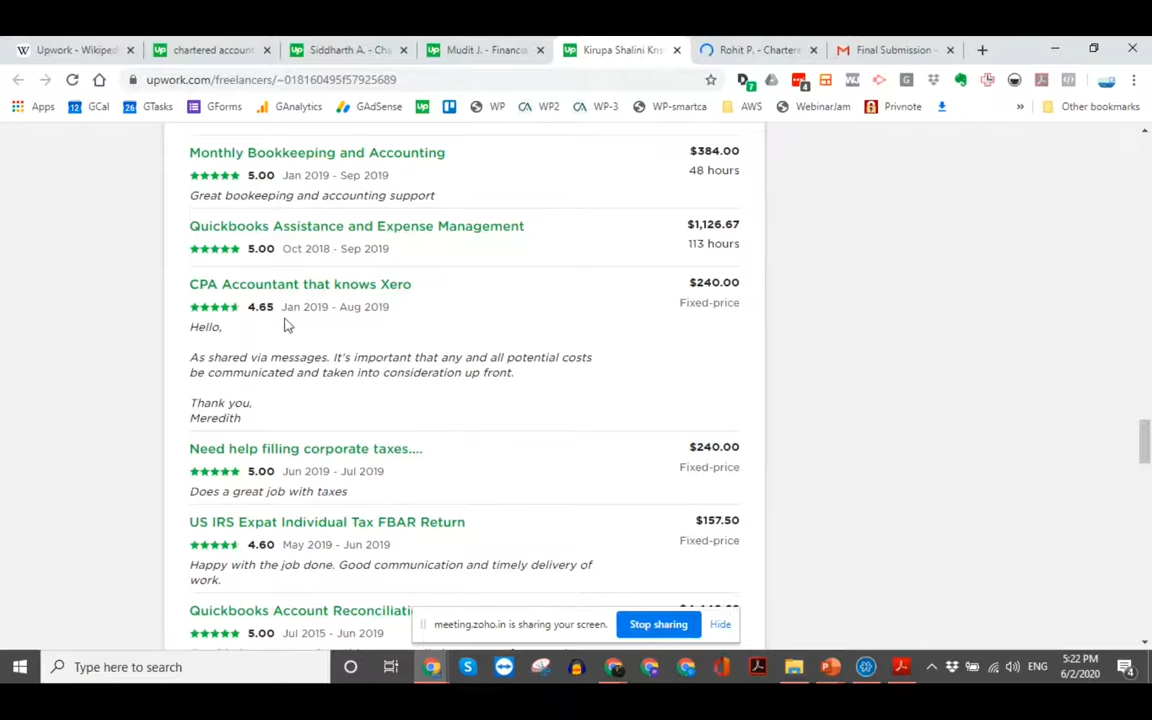 Upwork - Wikiped
chartered accoun
Siddharth A. - Cha
Mudit J. - Financia
Kirupa Shalini Kris
Rohit P. - Chartere
Final Submission -
upwork.com/freelancers/~018160495f57925689
Apps
GCal
GTasks
GForms
GAnalytics
GAdSense
WP
WP2
WP-3
WP-smartca
AWS
WebinarJam
Privnote
Other bookmarks
Monthly Bookkeeping and Accounting $384.00
5.00 Jan 2019 - Sep 2019 48 hours
Great bookeeping and accounting support
Quickbooks Assistance and Expense Management $1,126.67
5.00 Oct 2018 - Sep 2019 113 hours
CPA Accountant that knows Xero $240.00
4.65 Jan 2019 - Aug 2019 Fixed-price
Hello,
As shared via messages. It's important that any and all potential costs
be communicated and taken into consideration up front.
Thank you,
Meredith
Need help filling corporate taxes.... $240.00
5.00 Jun 2019 - Jul 2019 Fixed-price
Does a great job with taxes
US IRS Expat Individual Tax FBAR Return $157.50
4.60 May 2019 - Jun 2019 Fixed-price
Happy with the job done. Good communication and timely delivery of
work.
Quickbooks Account Reconciliati
5.00 Jul 2015 - Jun 2019
meeting.zoho.in is sharing your screen. Stop sharing Hide
Type here to search
ENG
5:22 PM
6/2/2020